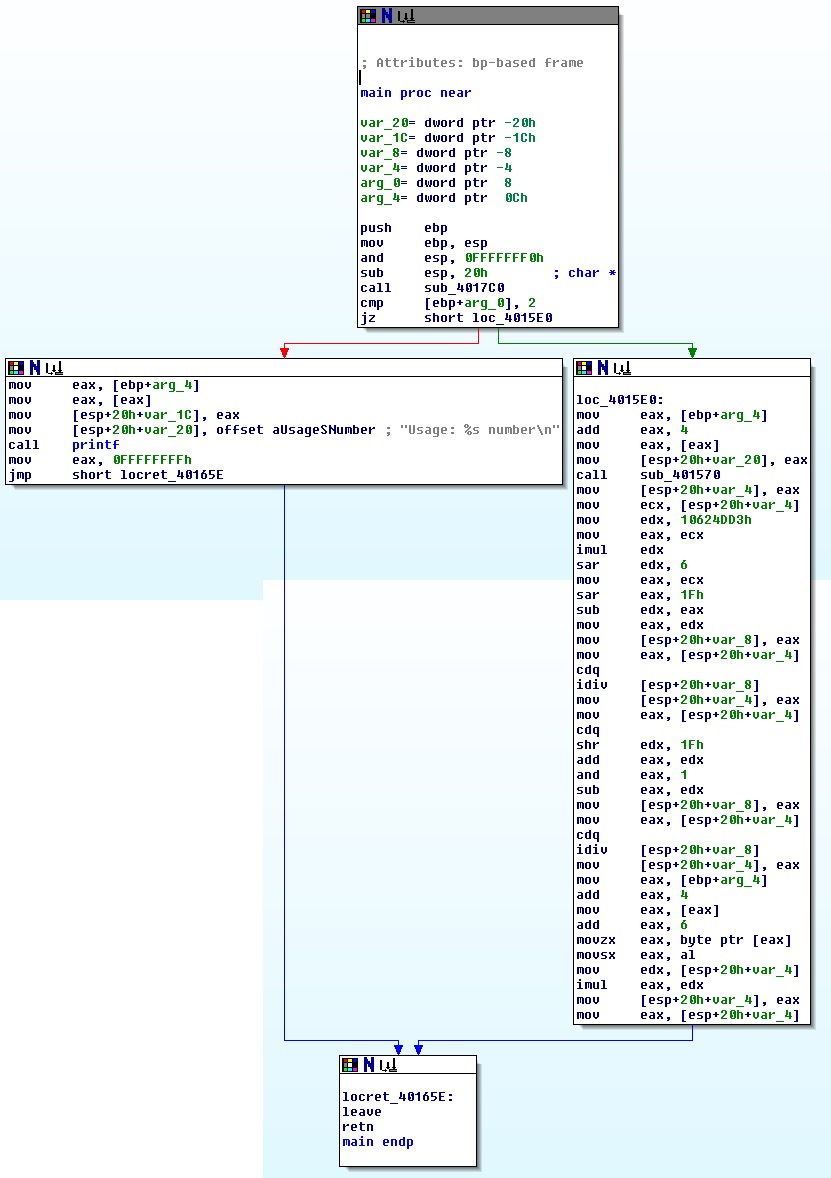 ; Attributes: bp-based frame
main proc near
var_20= dword ptr -20h
var_1C= dword ptr -1Ch
var_8= dword ptr -8
var_4= dword ptr -4
arg_0= dword ptr  8
arg_4= dword ptr  0Ch
push    ebp
mov     ebp, esp
and     esp, 0FFFFFFF0h
sub     esp, 20h        ; char *
call    sub_4017C0
cmp     [ebp+arg_0], 2
jz      short loc_4015E0
mov     eax, [ebp+arg_4]
mov     eax, [eax]
mov     [esp+20h+var_1C], eax
mov     [esp+20h+var_20], offset aUsageSNumber ; "Usage: %s number\n"
call    printf
mov     eax, 0FFFFFFFFh
jmp     short locret_40165E
loc_4015E0:
mov     eax, [ebp+arg_4]
add     eax, 4
mov     eax, [eax]
mov     [esp+20h+var_20], eax
call    sub_401570
mov     [esp+20h+var_4], eax
mov     ecx, [esp+20h+var_4]
mov     edx, 10624DD3h
mov     eax, ecx
imul    edx
sar     edx, 6
mov     eax, ecx
sar     eax, 1Fh
sub     edx, eax
mov     eax, edx
mov     [esp+20h+var_8], eax
mov     eax, [esp+20h+var_4]
cdq
idiv    [esp+20h+var_8]
mov     [esp+20h+var_4], eax
mov     eax, [esp+20h+var_4]
cdq
shr     edx, 1Fh
add     eax, edx
and     eax, 1
sub     eax, edx
mov     [esp+20h+var_8], eax
mov     eax, [esp+20h+var_4]
cdq
idiv    [esp+20h+var_8]
mov     [esp+20h+var_4], eax
mov     eax, [ebp+arg_4]
add     eax, 4
mov     eax, [eax]
add     eax, 6
movzx   eax, byte ptr [eax]
movsx   eax, al
mov     edx, [esp+20h+var_4]
imul    eax, edx
mov     [esp+20h+var_4], eax
mov     eax, [esp+20h+var_4]
locret_40165E:
leave
retn
main endp